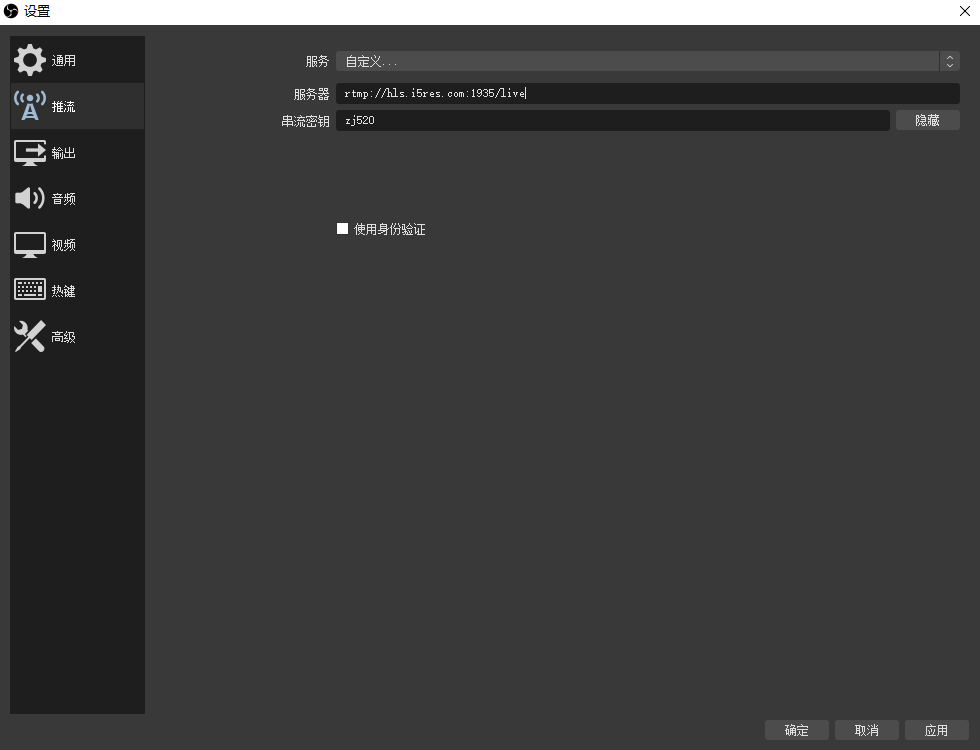 设置
通用
推流
输出
音频
视频
热键
高级
服务 自定义...
服务器 rtmp://hls.i5res.com:1935/live
串流密钥 zj520 隐藏
使用身份验证
确定 取消 应用